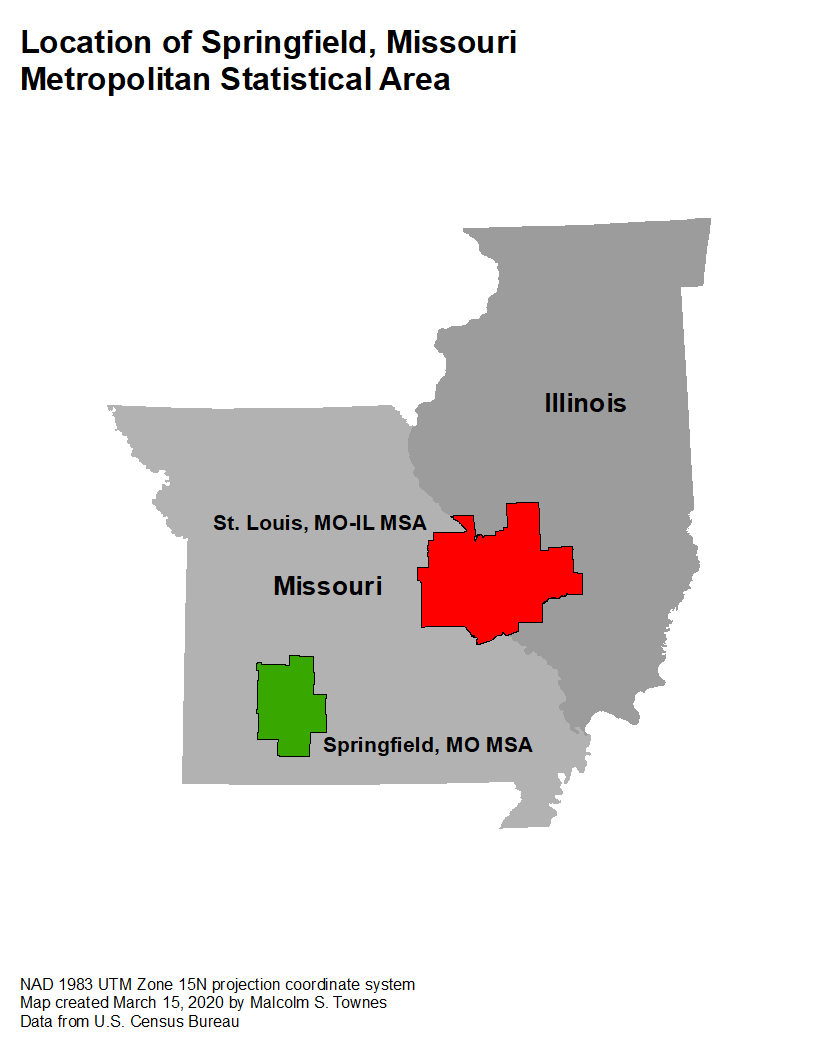 Location of Springfield, Missouri
Metropolitan Statistical Area
Illinois
St. Louis, MO-IL MSA
Missouri
Springfield, MO MSA
NAD 1983 UTM Zone 15N projection coordinate system
Map created March 15, 2020 by Malcolm S. Townes
Data from U.S. Census Bureau